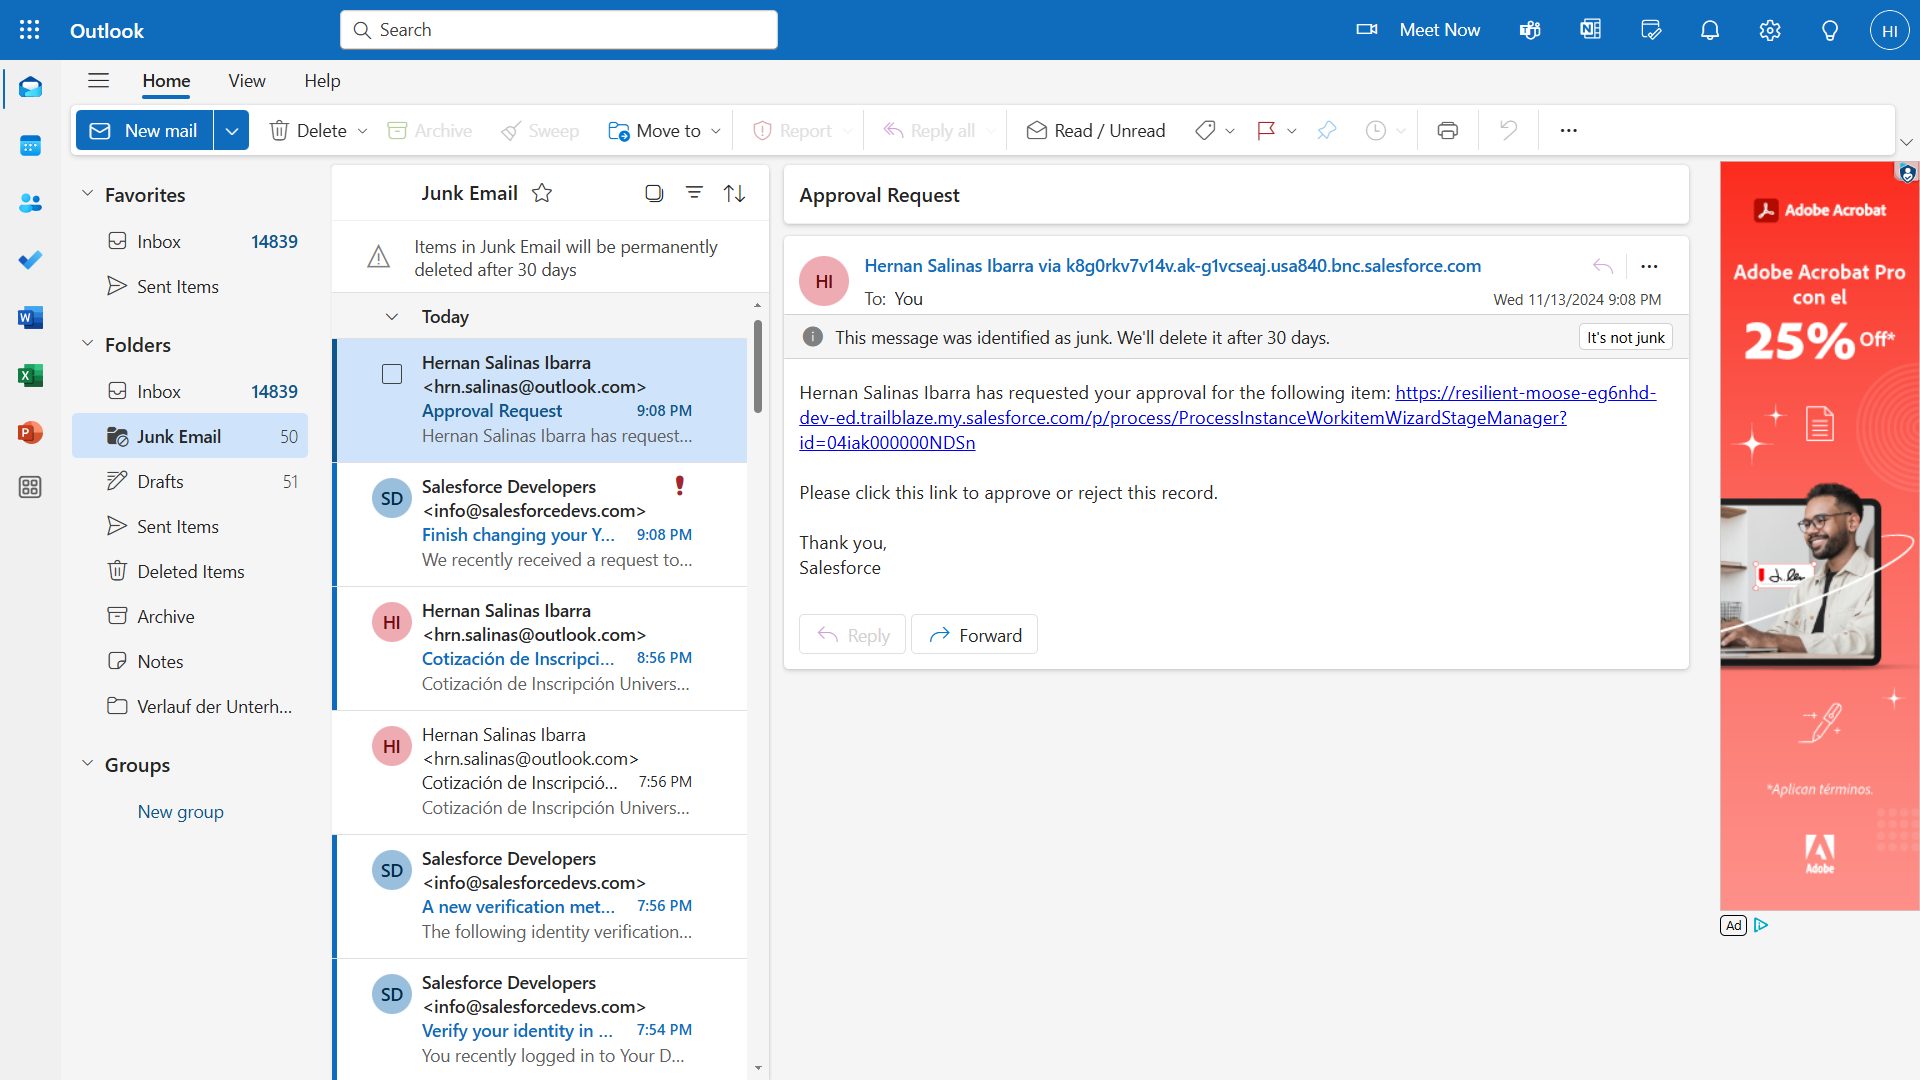 Outlook
Search
Meet Now
HI
Home
View
Help
New mail
Delete
Archive
Sweep
Move to
Report
Reply all
Read / Unread
Favorites
Inbox 14839
Sent Items
Folders
Inbox 14839
Junk Email 50
Drafts 51
Sent Items
Deleted Items
Archive
Notes
Verlauf der Unterh...
Groups
New group
Junk Email
Items in Junk Email will be permanently
deleted after 30 days
Today
Hernan Salinas Ibarra
<hrn.salinas@outlook.com>
Approval Request 9:08 PM
Hernan Salinas Ibarra has request...
SD
Salesforce Developers
<info@salesforcedevs.com>
Finish changing your Y... 9:08 PM
We recently received a request to...
HI
Hernan Salinas Ibarra
<hrn.salinas@outlook.com>
Cotización de Inscripci... 8:56 PM
Cotización de Inscripción Univers...
HI
Hernan Salinas Ibarra
<hrn.salinas@outlook.com>
Cotización de Inscripció... 7:56 PM
Cotización de Inscripción Univers...
SD
Salesforce Developers
<info@salesforcedevs.com>
A new verification met... 7:56 PM
The following identity verification...
SD
Salesforce Developers
<info@salesforcedevs.com>
Verify your identity in ... 7:54 PM
You recently logged in to Your D...
Approval Request
HI
Hernan Salinas Ibarra via k8g0rkv7v14v.ak-g1vcseaj.usa840.bnc.salesforce.com
To: You
Wed 11/13/2024 9:08 PM
This message was identified as junk. We'll delete it after 30 days.
It's not junk
Hernan Salinas Ibarra has requested your approval for the following item: https://resilient-moose-eg6nhd-
dev-ed.trailblaze.my.salesforce.com/p/process/ProcessInstanceWorkitemWizardStageManager?
id=04iak000000NDSn
Please click this link to approve or reject this record.
Thank you,
Salesforce
Reply
Forward
Adobe Acrobat
Adobe Acrobat Pro
con el
25% Off*
*Aplican términos.
Adobe
Ad